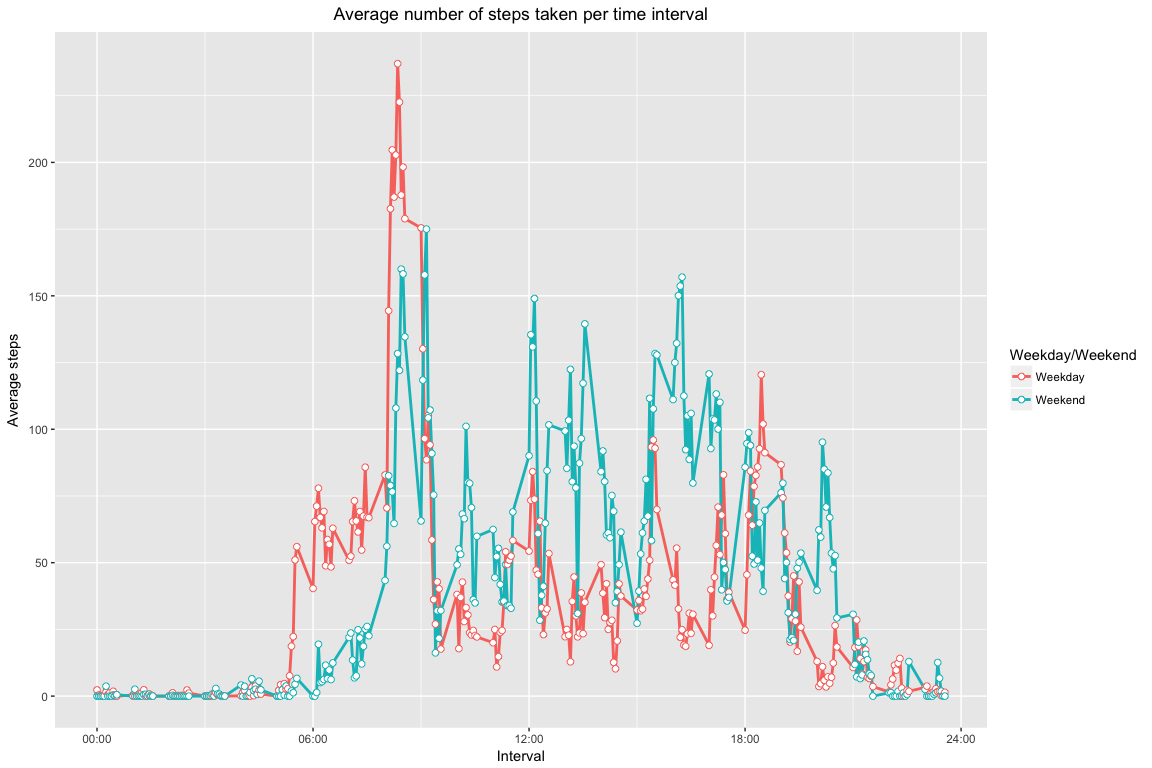 Average number of steps taken per time interval
Average steps
200
150
100
50
0
00:00 06:00 12:00 18:00 24:00
Interval
Weekday/Weekend
Weekday
Weekend